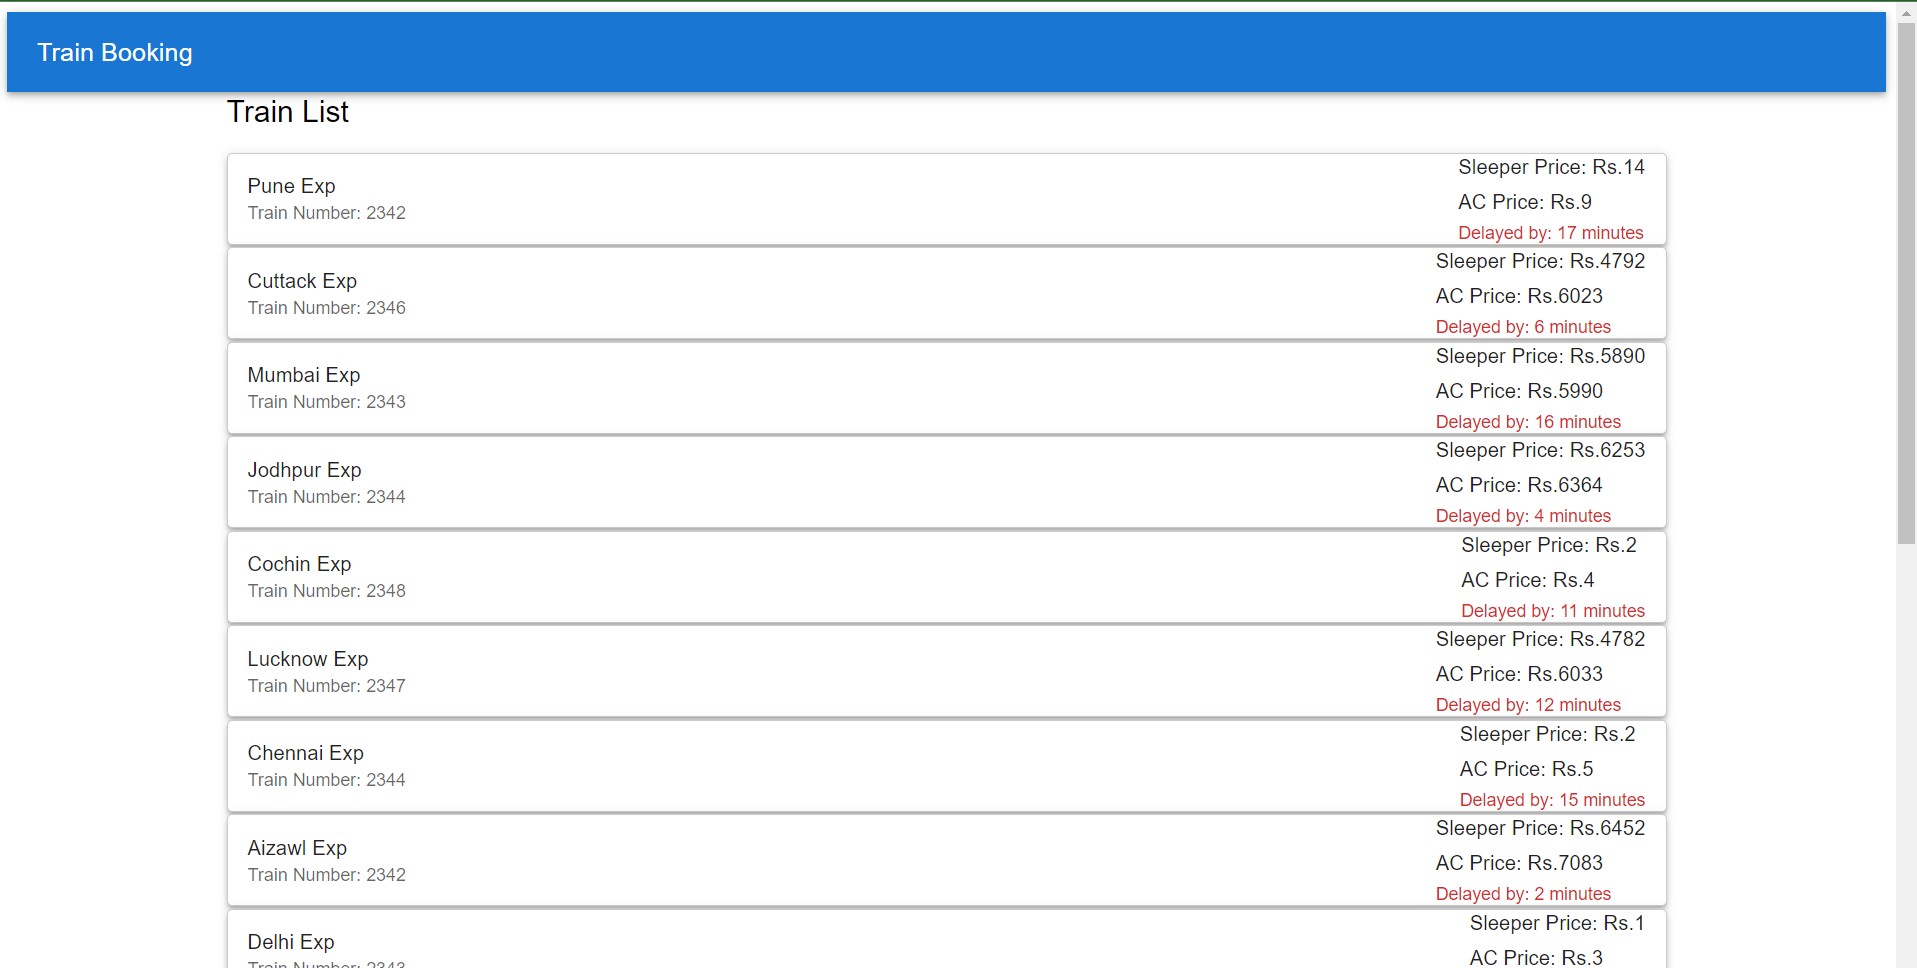 Train Booking
Train List
Pune Exp
Train Number: 2342
Sleeper Price: Rs.14
AC Price: Rs.9
Delayed by: 17 minutes
Cuttack Exp
Train Number: 2346
Sleeper Price: Rs.4792
AC Price: Rs.6023
Delayed by: 6 minutes
Mumbai Exp
Train Number: 2343
Sleeper Price: Rs.5890
AC Price: Rs.5990
Delayed by: 16 minutes
Jodhpur Exp
Train Number: 2344
Sleeper Price: Rs.6253
AC Price: Rs.6364
Delayed by: 4 minutes
Cochin Exp
Train Number: 2348
Sleeper Price: Rs.2
AC Price: Rs.4
Delayed by: 11 minutes
Lucknow Exp
Train Number: 2347
Sleeper Price: Rs.4782
AC Price: Rs.6033
Delayed by: 12 minutes
Chennai Exp
Train Number: 2344
Sleeper Price: Rs.2
AC Price: Rs.5
Delayed by: 15 minutes
Aizawl Exp
Train Number: 2342
Sleeper Price: Rs.6452
AC Price: Rs.7083
Delayed by: 2 minutes
Delhi Exp
Train Number: 2343
Sleeper Price: Rs.1
AC Price: Rs.3